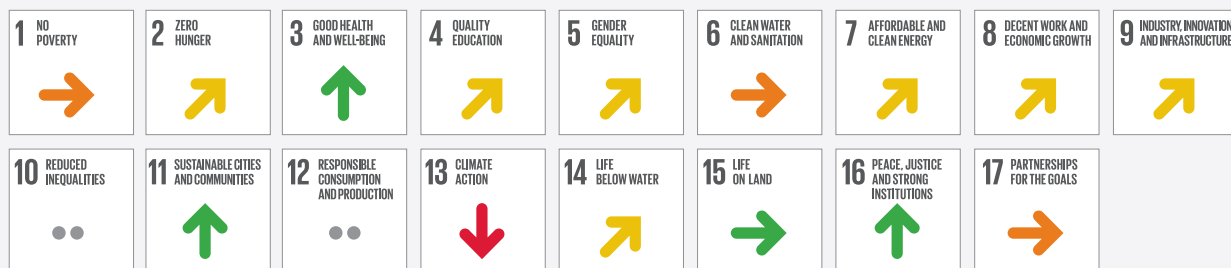 1 NO
POVERTY
2 ZERO
HUNGER
3 GOOD HEALTH
AND WELL-BEING
4 QUALITY
EDUCATION
5 GENDER
EQUALITY
6 CLEAN WATER
AND SANITATION
7 AFFORDABLE AND
CLEAN ENERGY
8 DECENT WORK AND
ECONOMIC GROWTH
9 INDUSTRY, INNOVATION
AND INFRASTRUCTURE
10 REDUCED
INEQUALITIES
11 SUSTAINABLE CITIES
AND COMMUNITIES
12 RESPONSIBLE
CONSUMPTION
AND PRODUCTION
13 CLIMATE
ACTION
14 LIFE
BELOW WATER
15 LIFE
ON LAND
16 PEACE, JUSTICE
AND STRONG
INSTITUTIONS
17 PARTNERSHIPS
FOR THE GOALS